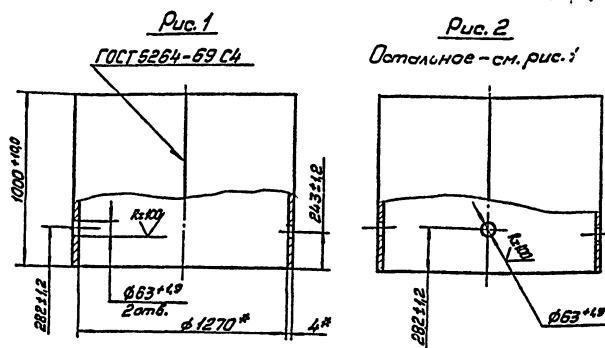 Рис. 1
ГОСТ 5264-69 С4
1000 +10,0
Rz100
243±1,2
282±1,2
ϕ63 +1,9
2 отв.
ϕ1270*
4*
Рис. 2
Остальное - см. рис. 1
Rz100
282±1,2
ϕ63 +1,9